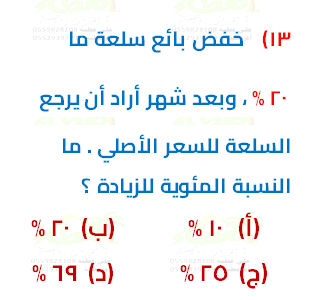 ١٣) خفض بائع سلعة ما
٢٠ % ، وبعد شهر أراد أن يرجع
السلعة للسعر الأصلي . ما
النسبة المئوية للزيادة ؟
(أ) ١٠ % (ب) ٢٠ %
(ج) ٢٥ % (د) ٦٩ %